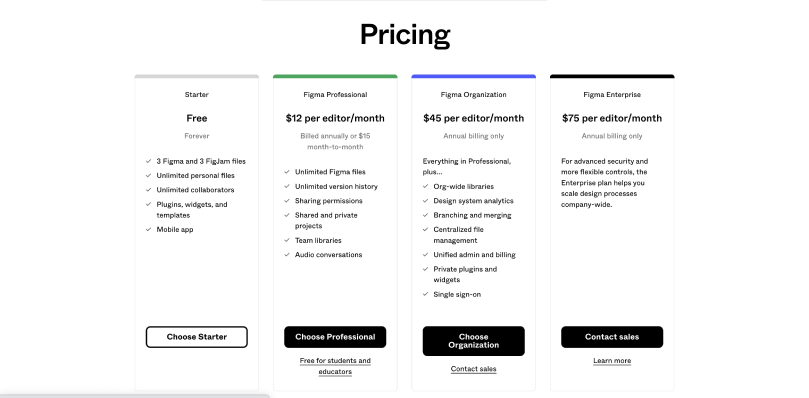 Pricing
Starter
Free
Forever
3 Figma and 3 FigJam files
Unlimited personal files
Unlimited collaborators
Plugins, widgets, and
templates
Mobile app
Choose Starter
Figma Professional
$12 per editor/month
Billed annually or $15
month-to-month
Unlimited Figma files
Unlimited version history
Sharing permissions
Shared and private
projects
Team libraries
Audio conversations
Choose Professional
Free for students and
educators
Figma Organization
$45 per editor/month
Annual billing only
Everything in Professional,
plus...
Org-wide libraries
Design system analytics
Branching and merging
Centralized file
management
Unified admin and billing
Private plugins and
widgets
Single sign-on
Choose
Organization
Contact sales
Figma Enterprise
$75 per editor/month
Annual billing only
For advanced security and
more flexible controls, the
Enterprise plan helps you
scale design processes
company-wide.
Contact sales
Learn more